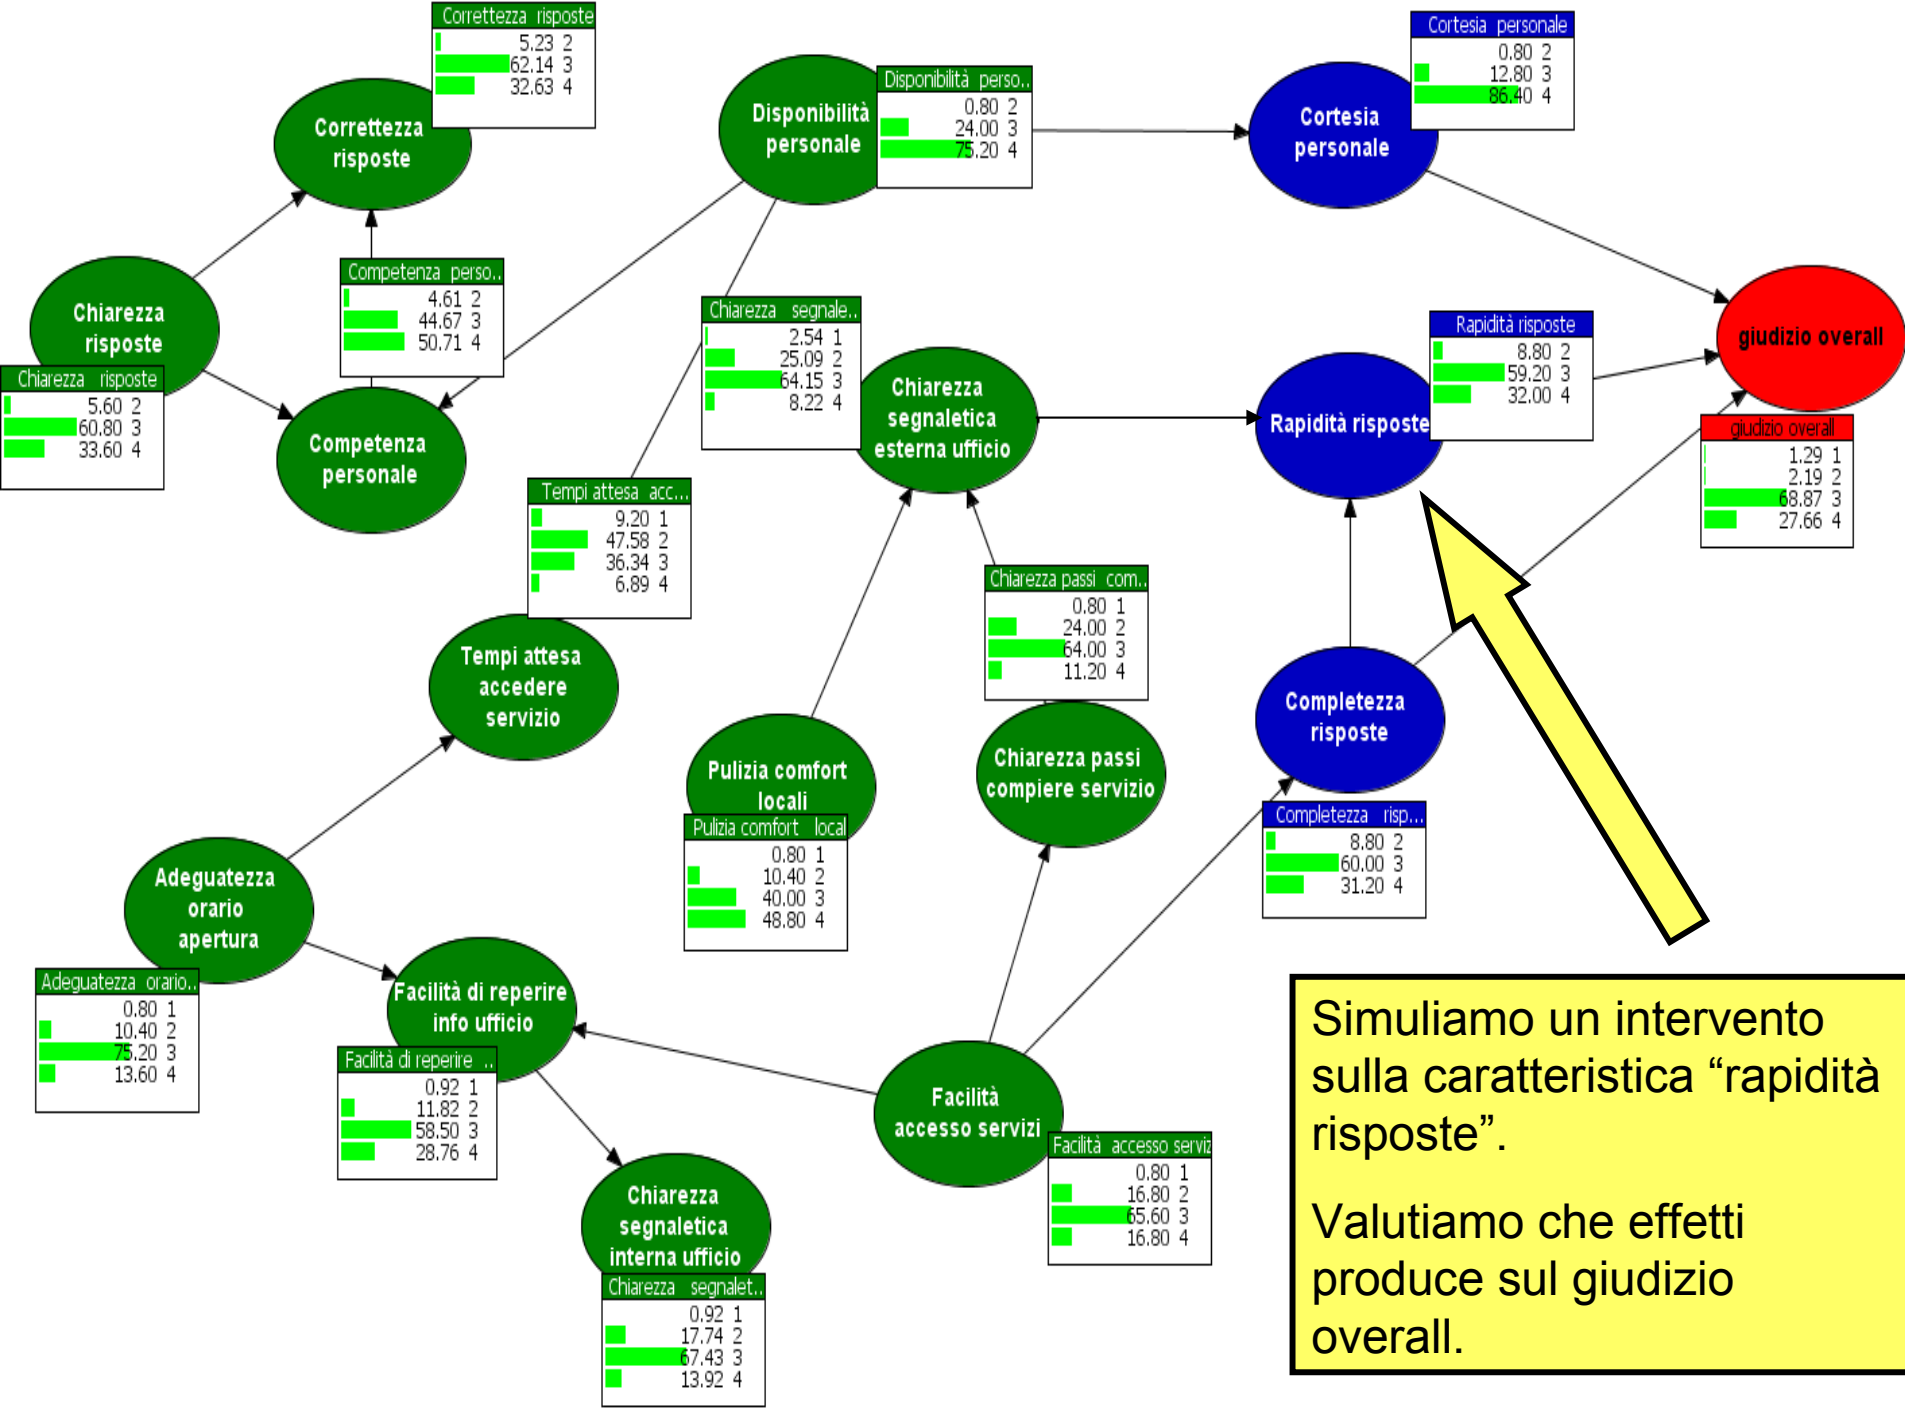 Correttezza risposte
5.23 2
62.14 3
32.63 4
Correttezza
risposte
Disponibilità
personale
Disponibilità perso..
0.80 2
24.00 3
75.20 4
Cortesia personale
0.80 2
12.80 3
86.40 4
Cortesia
personale
Chiarezza
risposte
Chiarezza risposte
5.60 2
60.80 3
33.60 4
Competenza perso..
4.61 2
44.67 3
50.71 4
Competenza
personale
Chiarezza segnale..
2.54 1
25.09 2
64.15 3
8.22 4
Chiarezza
segnaletica
esterna ufficio
Rapidità risposte
Rapidità risposte
8.80 2
59.20 3
32.00 4
giudizio overall
giudizio overall
1.29 1
2.19 2
68.87 3
27.66 4
Tempi attesa acc...
9.20 1
47.58 2
36.34 3
6.89 4
Tempi attesa
accedere
servizio
Chiarezza passi com..
0.80 1
24.00 2
64.00 3
11.20 4
Chiarezza passi
compiere servizio
Pulizia comfort
locali
Pulizia comfort local
0.80 1
10.40 2
40.00 3
48.80 4
Completezza
risposte
Completezza risp...
8.80 2
60.00 3
31.20 4
Adeguatezza
orario
apertura
Adeguatezza orario..
0.80 1
10.40 2
75.20 3
13.60 4
Facilità di reperire
info ufficio
Facilità di reperire ..
0.92 1
11.82 2
58.50 3
28.76 4
Facilità
accesso servizi
Facilità accesso serviz
0.80 1
16.80 2
65.60 3
16.80 4
Chiarezza
segnaletica
interna ufficio
Chiarezza segnalet..
0.92 1
17.74 2
67.43 3
13.92 4
Simuliamo un intervento
sulla caratteristica “rapidità
risposte”.
Valutiamo che effetti
produce sul giudizio
overall.